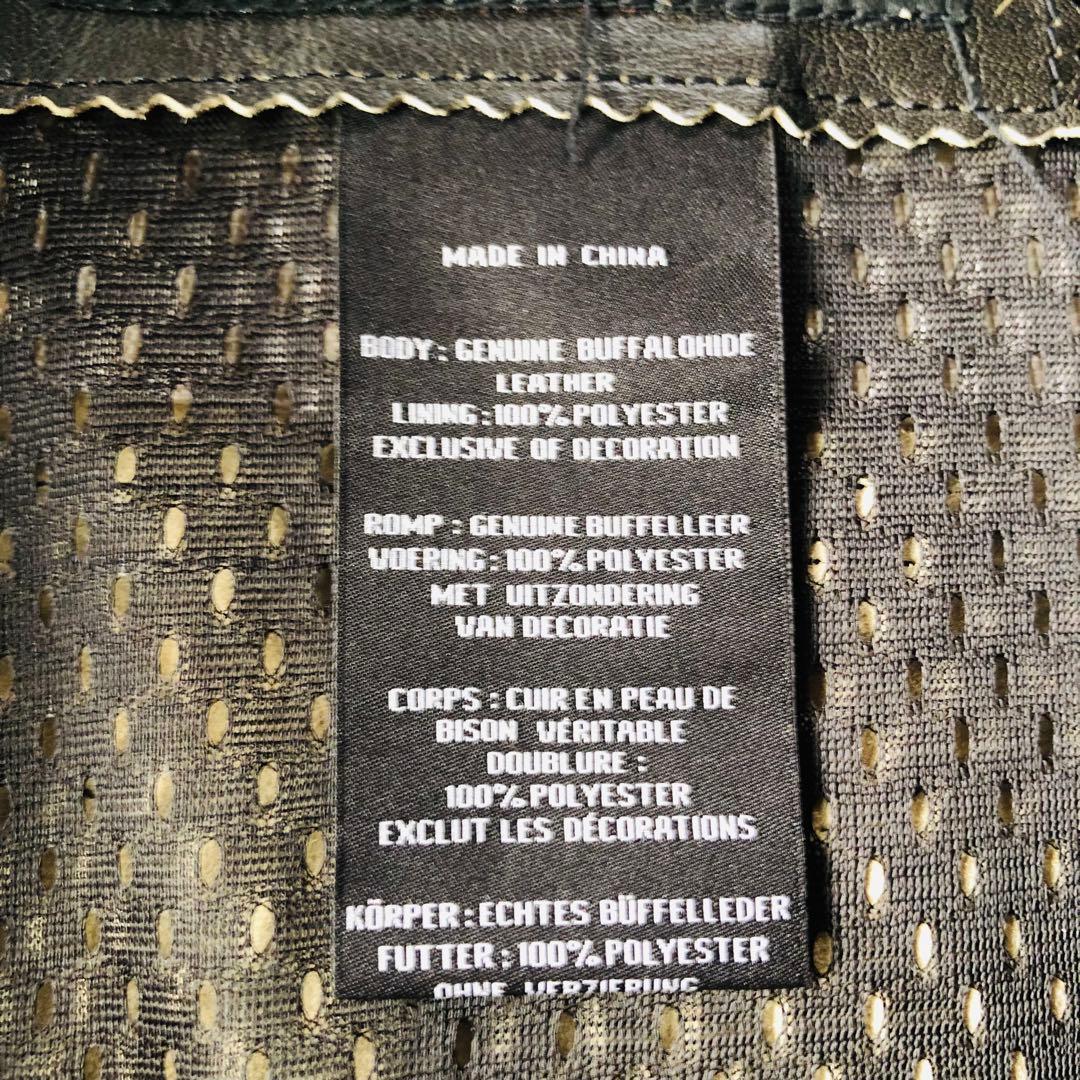 MADE IN CHINA
BODY: GENUINE BUFFALOHIDE
LEATHER
LINING:100% POLYESTER
EXCLUSIVE OF DECORATION
ROMP: GENUINE BUFFELLEER
VOERING:100% POLYESTER
MET UITZONDERING
VAN DECORATIE
CORPS : CUIR EN PEAU DE
BISON VÉRITABLE
DOUBLURE :
100% POLYESTER
EXCLUT LES DÉCORATIONS
KÖRPER: ECHTES BÜFFELLEDER
FUTTER: 100% POLYESTER
OHNE VERZIERUNG